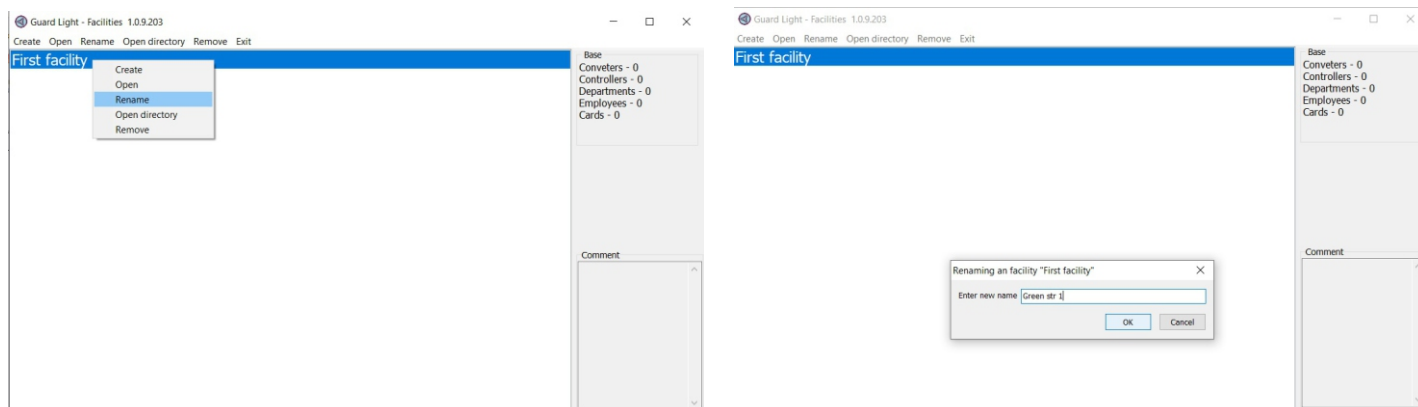 Guard Light - Facilities 1.0.9.203
Create Open Rename Open directory Remove Exit
First facility
Create
Open
Rename
Open directory
Remove
Base
Conveters - 0
Controllers - 0
Departments - 0
Employees - 0
Cards - 0
Comment
Guard Light - Facilities 1.0.9.203
Create Open Rename Open directory Remove Exit
First facility
Base
Conveters - 0
Controllers - 0
Departments - 0
Employees - 0
Cards - 0
Comment
Renaming an facility "First facility"
Enter new name Green str 1
OK Cancel